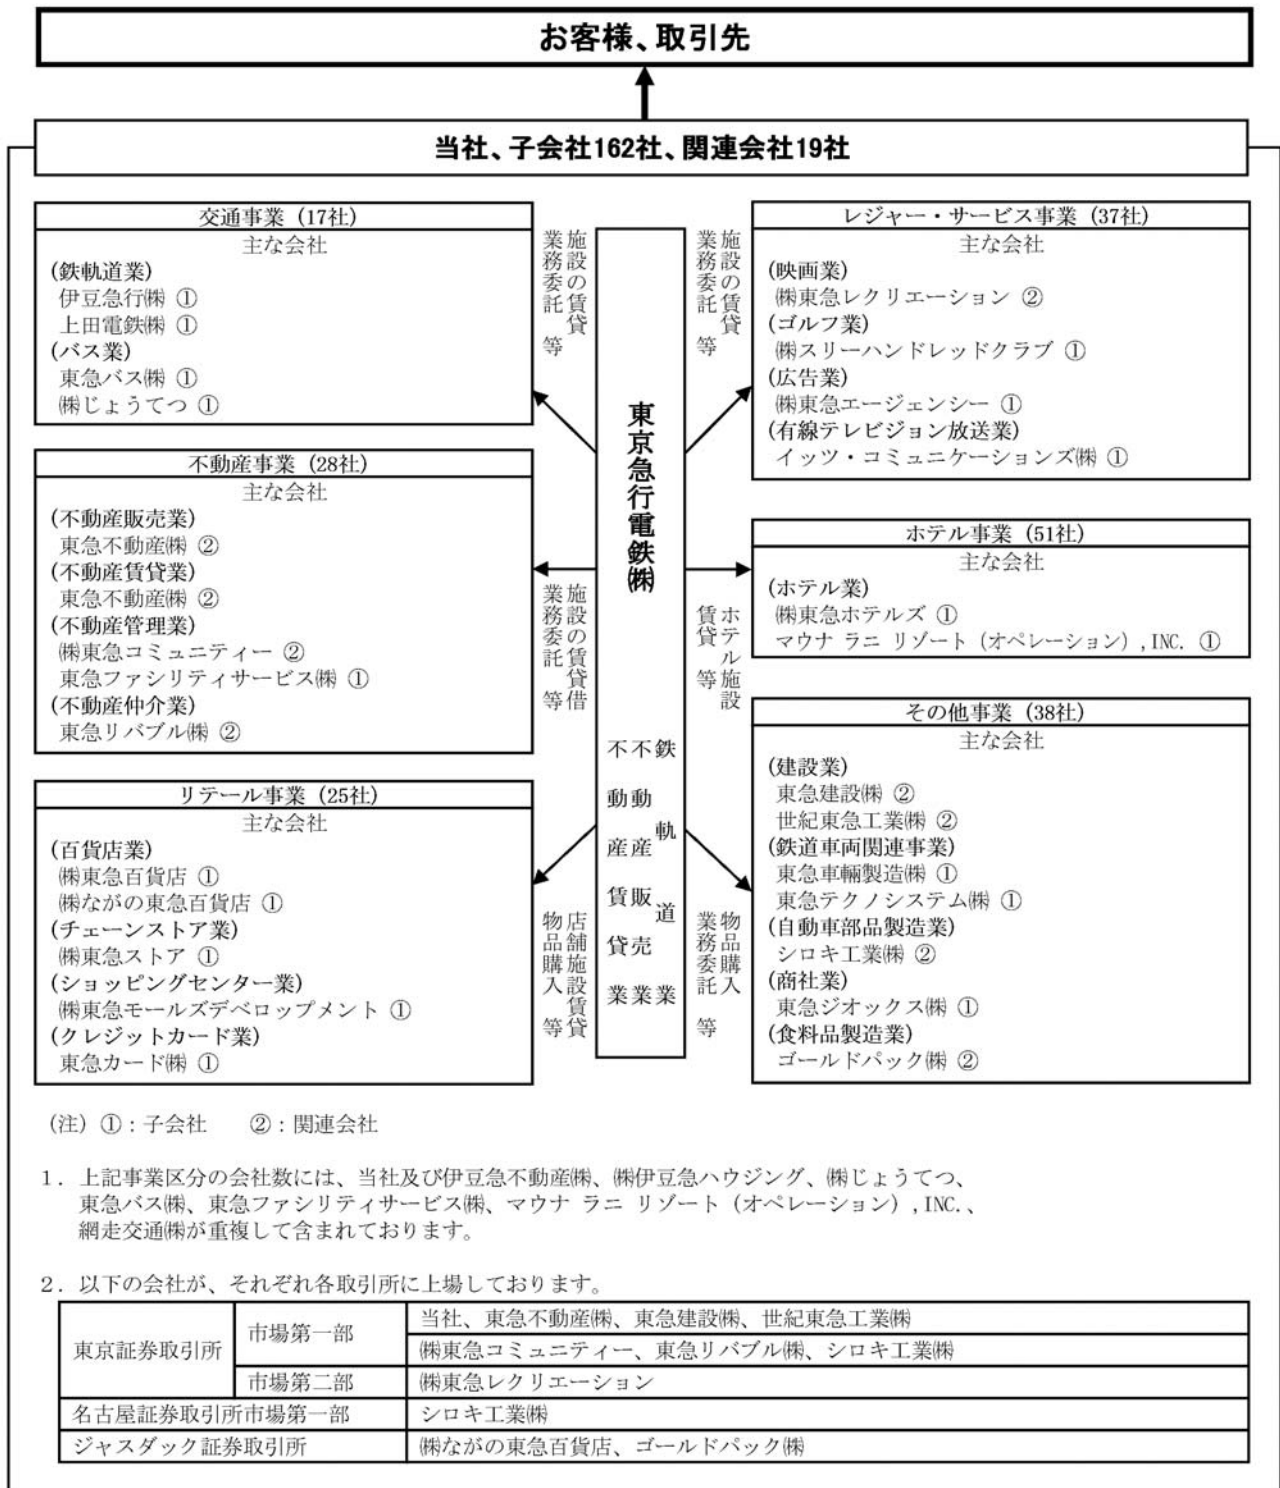 お客様、取引先
当社、子会社162社、関連会社19社
交通事業 (17社)
主な会社
(鉄軌道業)
伊豆急行㈱ ①
上田電鉄㈱ ①
(バス業)
東急バス㈱ ①
㈱じょうてつ ①
不動産事業 (28社)
主な会社
(不動産販売業)
東急不動産㈱ ②
(不動産賃貸業)
東急不動産㈱ ②
(不動産管理業)
㈱東急コミュニティー ②
東急ファシリティサービス㈱ ①
(不動産仲介業)
東急リバブル㈱ ②
リテール事業 (25社)
主な会社
(百貨店業)
㈱東急百貨店 ①
㈱ながの東急百貨店 ①
(チェーンストア業)
㈱東急ストア ①
(ショッピングセンター業)
㈱東急モールズデベロップメント ①
(クレジットカード業)
東急カード㈱ ①
施設の賃貸
業務委託 等
施設の賃貸借
業務委託 等
店舗施設賃貸
物品購入 等
東京急行電鉄㈱
鉄軌道業
不動産販売業
不動産賃貸業
施設の賃貸
業務委託 等
ホテル施設
賃貸 等
物品購入
業務委託 等
レジャー・サービス事業 (37社)
主な会社
(映画業)
㈱東急レクリエーション ②
(ゴルフ業)
㈱スリーハンドレッドクラブ ①
(広告業)
㈱東急エージェンシー ①
(有線テレビジョン放送業)
イッツ・コミュニケーションズ㈱ ①
ホテル事業 (51社)
主な会社
(ホテル業)
㈱東急ホテルズ ①
マウナ ラニ リゾート (オペレーション) ,INC. ①
その他事業 (38社)
主な会社
(建設業)
東急建設㈱ ②
世紀東急工業㈱ ②
(鉄道車両関連事業)
東急車輛製造㈱ ①
東急テクノシステム㈱ ①
(自動車部品製造業)
シロキ工業㈱ ②
(商社業)
東急ジオックス㈱ ①
(食料品製造業)
ゴールドパック㈱ ②
(注) ①：子会社 ②：関連会社
1．上記事業区分の会社数には、当社及び伊豆急不動産㈱、㈱伊豆急ハウジング、㈱じょうてつ、
東急バス㈱、東急ファシリティサービス㈱、マウナ ラニ リゾート (オペレーション) ,INC.、
網走交通㈱が重複して含まれております。
2．以下の会社が、それぞれ各取引所に上場しております。
東京証券取引所 市場第一部 当社、東急不動産㈱、東急建設㈱、世紀東急工業㈱
㈱東急コミュニティー、東急リバブル㈱、シロキ工業㈱
市場第二部 ㈱東急レクリエーション
名古屋証券取引所市場第一部 シロキ工業㈱
ジャスダック証券取引所 ㈱ながの東急百貨店、ゴールドパック㈱